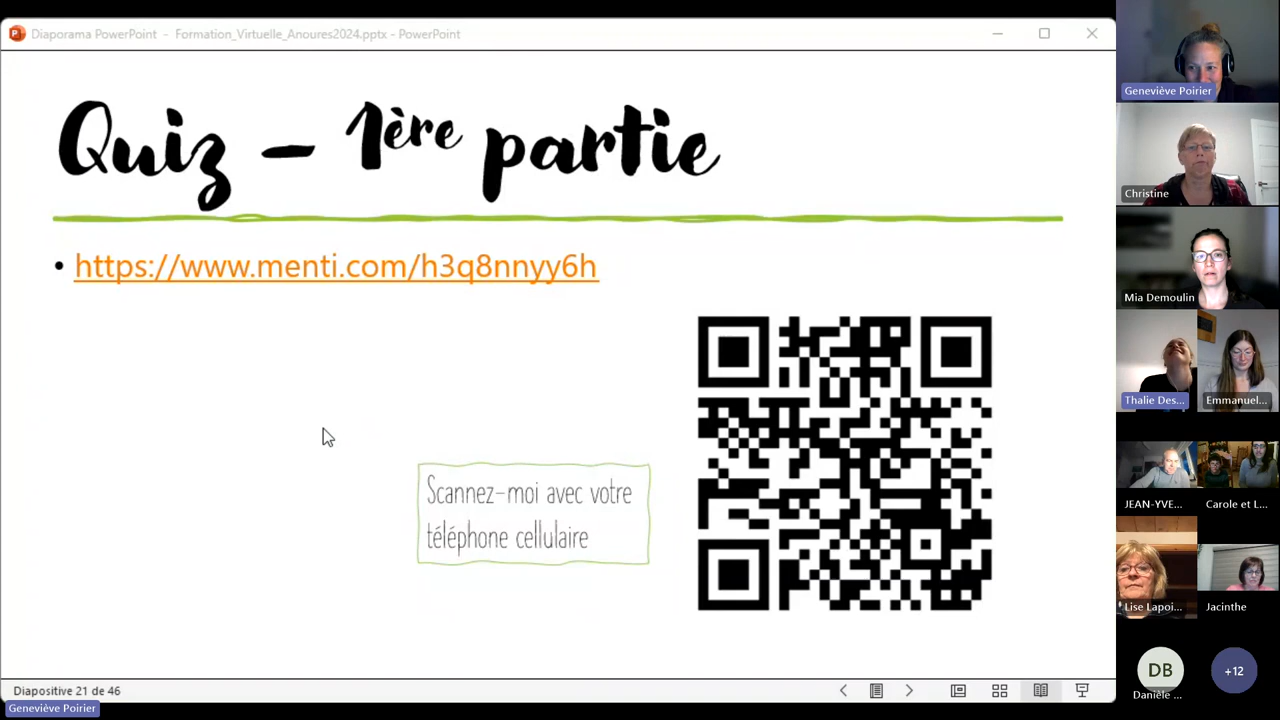 Diaporama PowerPoint - Formation_Virtuelle_Anoures2024.pptx - PowerPoint
Quiz – 1ère partie
• https://www.menti.com/h3q8nnyy6h
Scannez-moi avec votre
téléphone cellulaire
Diapositive 21 de 46
Geneviève Poirier
Geneviève Poirier
Christine
Mia Demoulin
Thalie Des...
Emmanuel...
JEAN-YVE...
Carole et L...
Lise Lapoi...
Jacinthe
DB
Danièle ...
+12